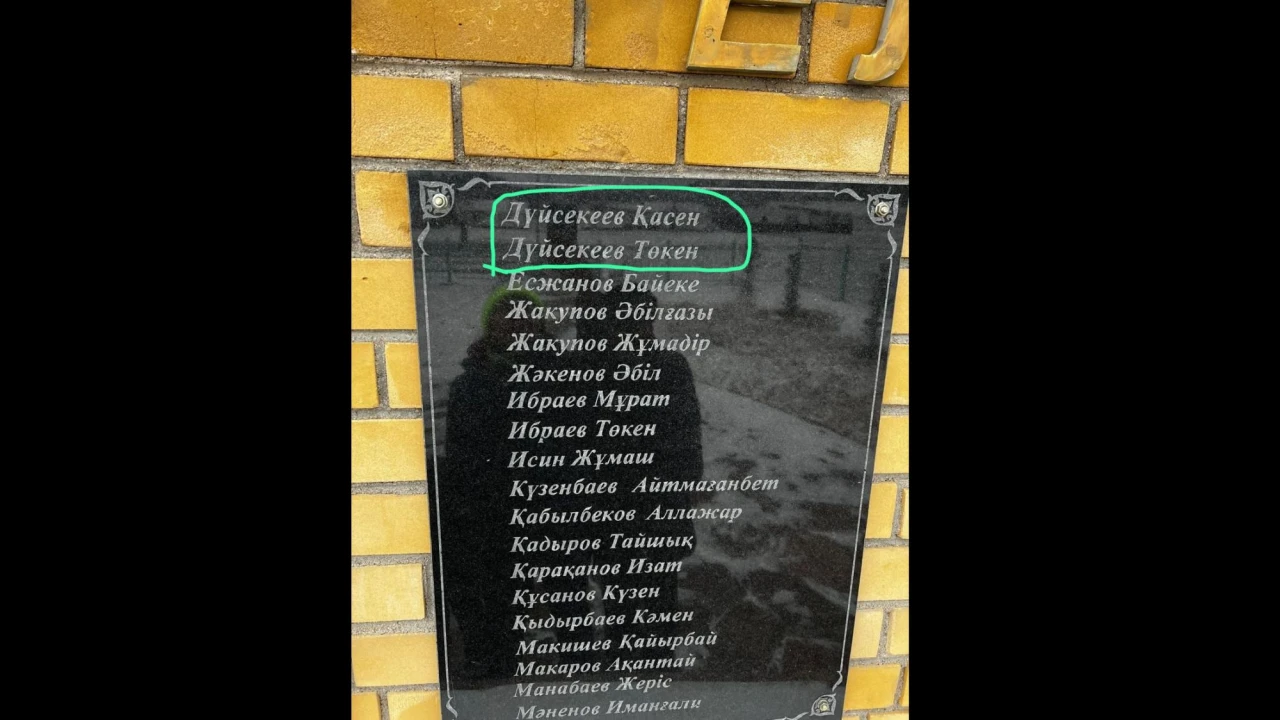 Е
Дүйсекеев Қасен
Дүйсекеев Төкен
Есжанов Байеке
Жакупов Әбілғазы
Жакупов Жұмадір
Жәкенов Әбіл
Ибраев Мұрат
Ибраев Төкен
Исин Жұмаш
Күзенбаев Айтмағанбет
Қабылбеков Аллажар
Қадыров Тайшық
Қарақанов Изат
Құсанов Күзен
Қыдырбаев Кәмен
Макишев Қайырбай
Макаров Ақантай
Манабаев Жеріс
Мәненов Иманғали